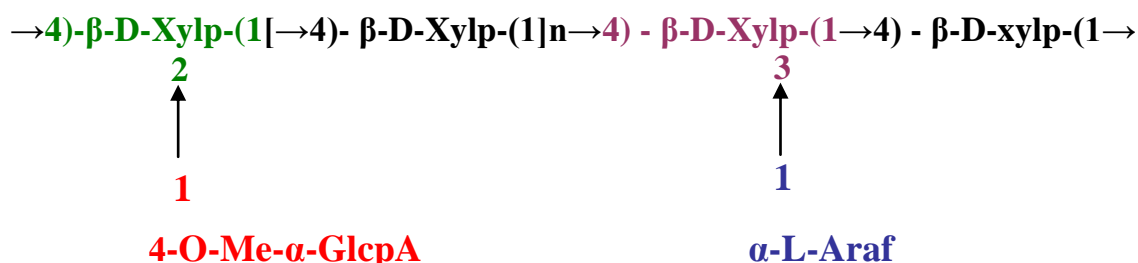 →4)-β-D-Xylp-(1[→4)- β-D-Xylp-(1]n→4) - β-D-Xylp-(1→4) - β-D-xylp-(1→
2 3
1 1
4-O-Me-α-GlcpA α-L-Araf